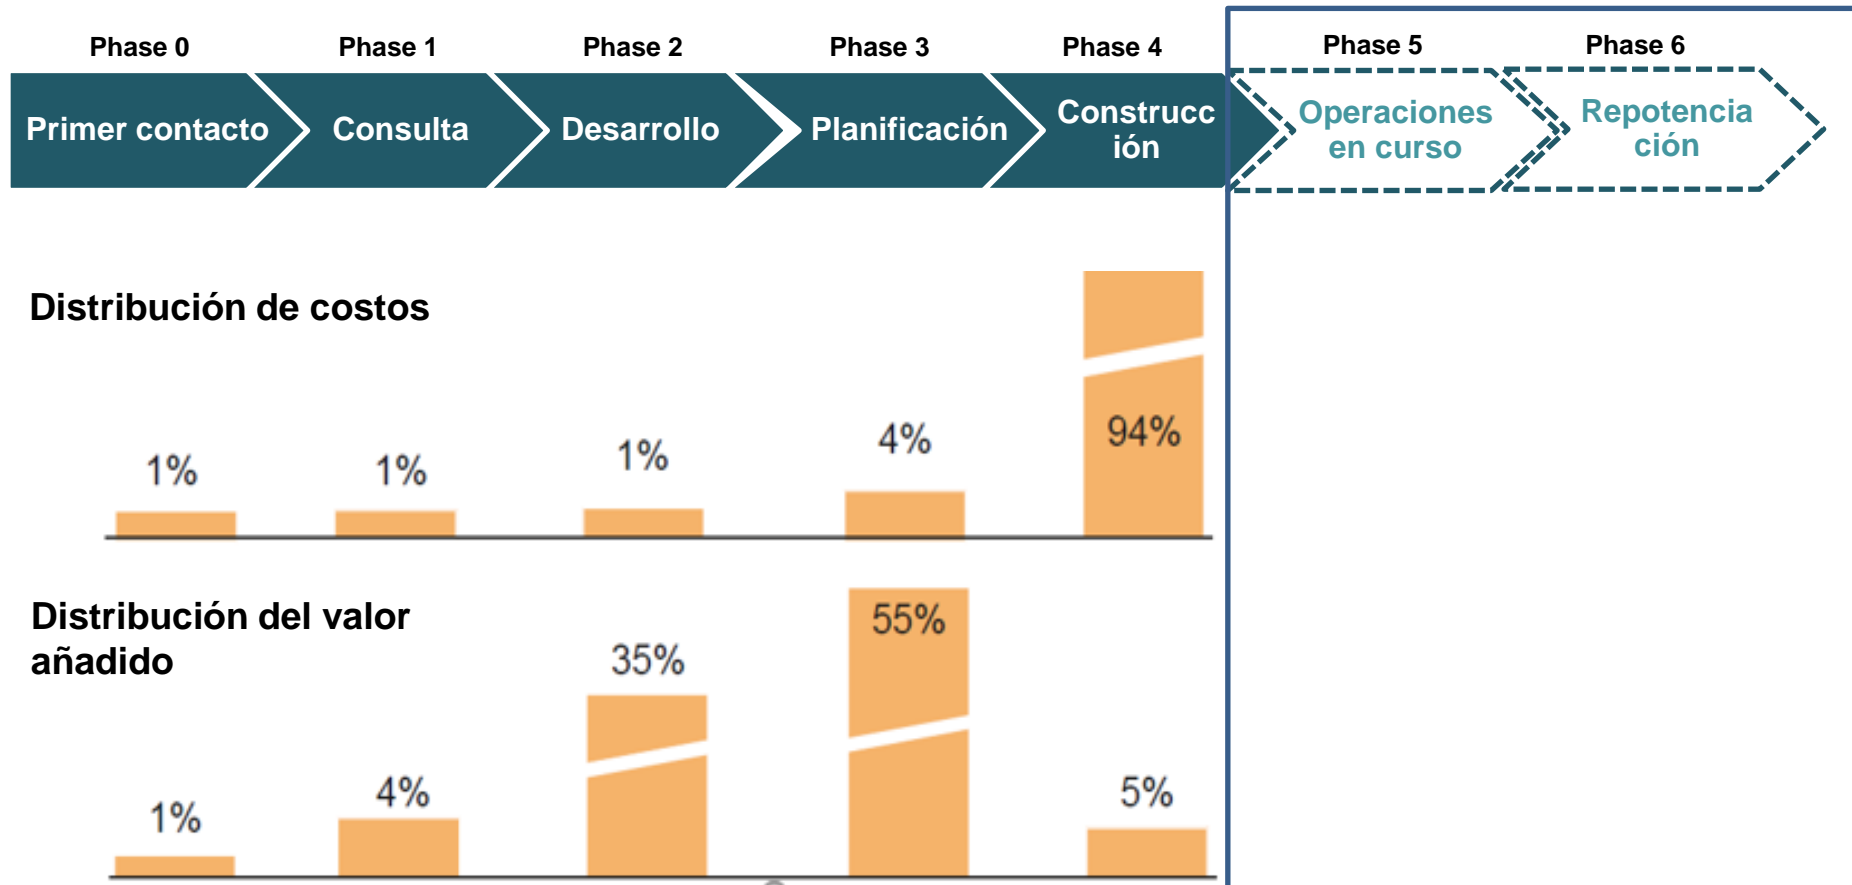 Phase 0
Phase 1
Phase 2
Phase 3
Phase 4
Phase 5
Phase 6
Primer contacto
Consulta
Desarrollo
Planificación
Construcc
ión
Operaciones
en curso
Repotencia
ción
Distribución de costos
1%
1%
1%
4%
94%
Distribución del valor
añadido
1%
4%
35%
55%
5%